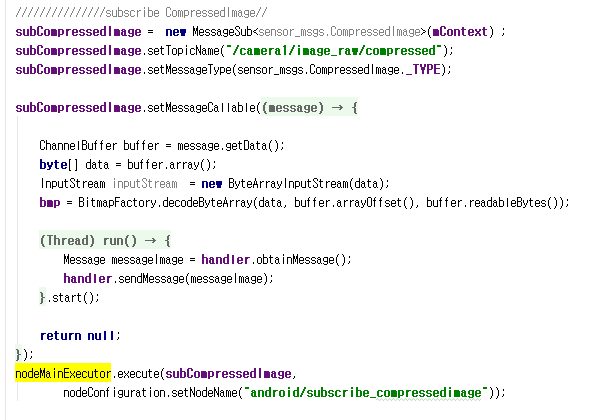 ////////////////subscribe CompressedImage//
subCompressedImage =  new MessageSub<sensor_msgs.CompressedImage>(mContext) ;
subCompressedImage.setTopicName("/camera1/image_raw/compressed");
subCompressedImage.setMessageType(sensor_msgs.CompressedImage._TYPE);
subCompressedImage.setMessageCallable((message) → {
ChannelBuffer buffer = message.getData();
byte[] data = buffer.array();
InputStream inputStream  = new ByteArrayInputStream(data);
bmp = BitmapFactory.decodeByteArray(data, buffer.arrayOffset(), buffer.readableBytes());
(Thread) run() → {
Message messageImage = handler.obtainMessage();
handler.sendMessage(messageImage);
}.start();
return null;
});
nodeMainExecutor.execute(subCompressedImage,
nodeConfiguration.setNodeName("android/subscribe_compressedimage"));